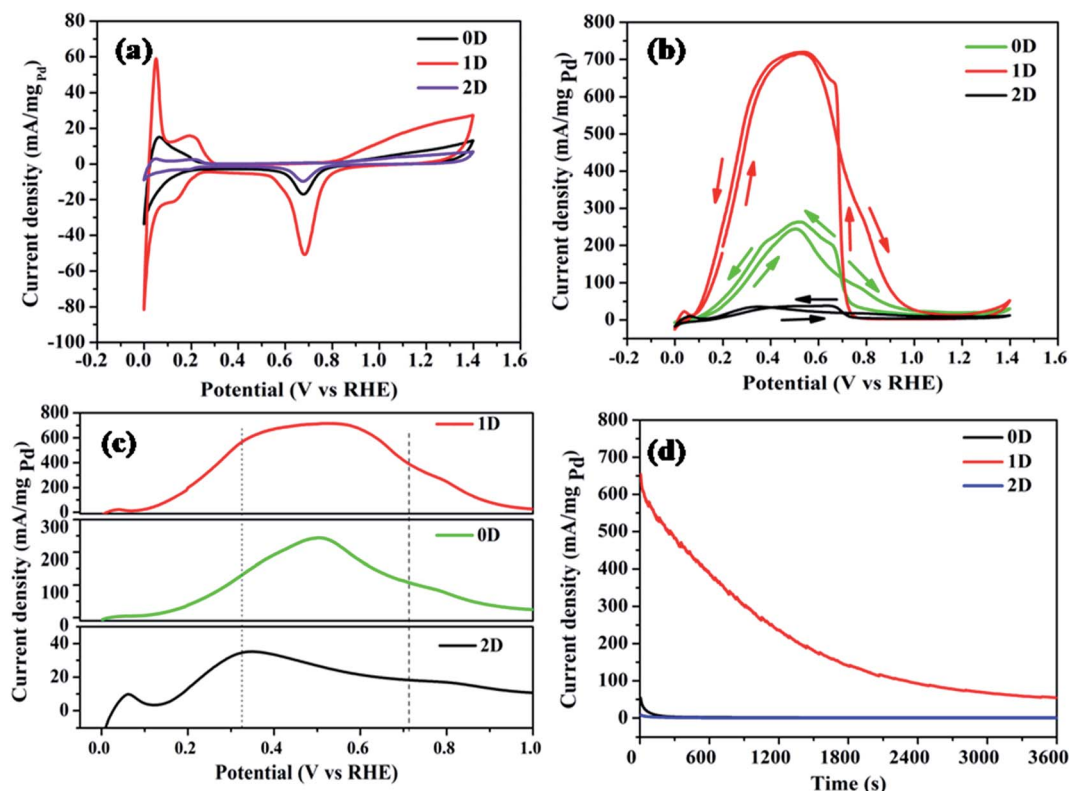 (a)
0D
1D
2D
80
60
40
20
0
-20
-40
-60
-80
-100
-0.2 0.0 0.2 0.4 0.6 0.8 1.0 1.2 1.4 1.6
Current density (mA/mg Pd)
Potential (V vs RHE)
(b)
0D
1D
2D
800
700
600
500
400
300
200
100
0
-0.2 0.0 0.2 0.4 0.6 0.8 1.0 1.2 1.4 1.6
Current density (mA/mg Pd)
Potential (V vs RHE)
(c)
1D
800
600
400
200
0
0D
300
200
100
0
2D
40
20
0
0.0 0.2 0.4 0.6 0.8 1.0
Current density (mA/mg Pd)
Potential (V vs RHE)
(d)
0D
1D
2D
800
700
600
500
400
300
200
100
0
0 600 1200 1800 2400 3000 3600
Current density (mA/mg Pd)
Time (s)